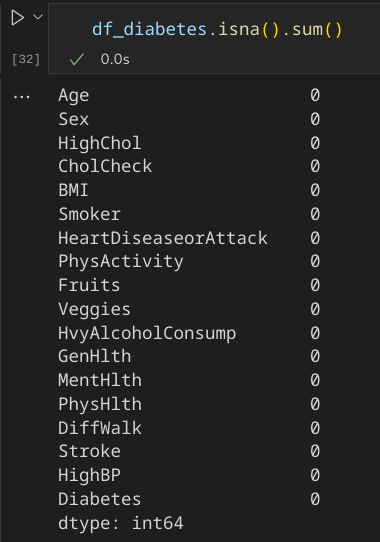 df_diabetes.isna().sum()
[32] 0.0s
... Age 0
Sex 0
HighChol 0
CholCheck 0
BMI 0
Smoker 0
HeartDiseaseorAttack 0
PhysActivity 0
Fruits 0
Veggies 0
HvyAlcoholConsump 0
GenHlth 0
MentHlth 0
PhysHlth 0
DiffWalk 0
Stroke 0
HighBP 0
Diabetes 0
dtype: int64